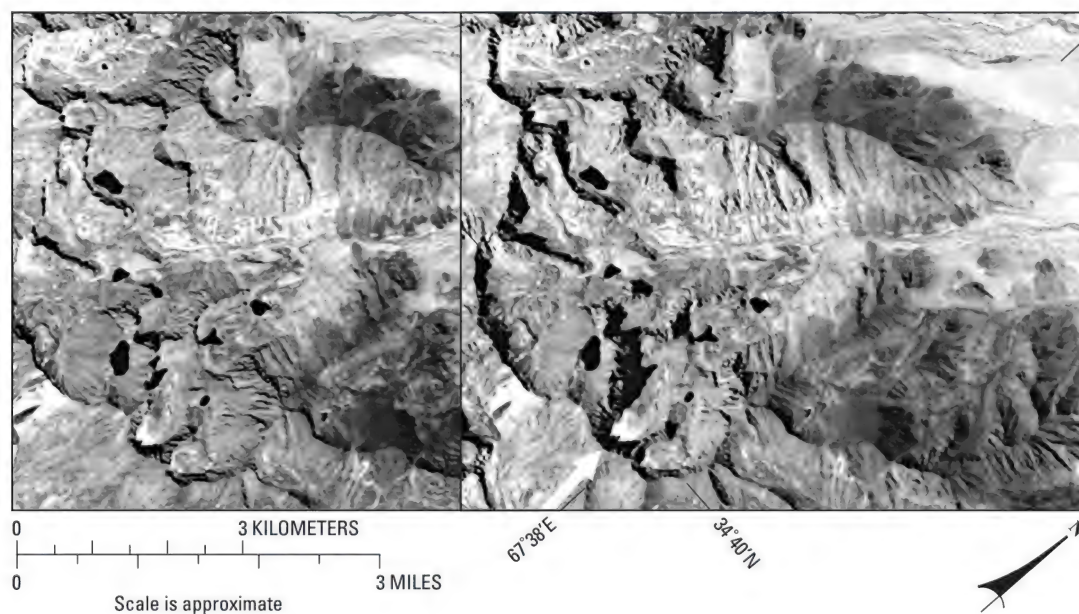 0 3 KILOMETERS
0 3 MILES
Scale is approximate
67°38'E
34°40'N